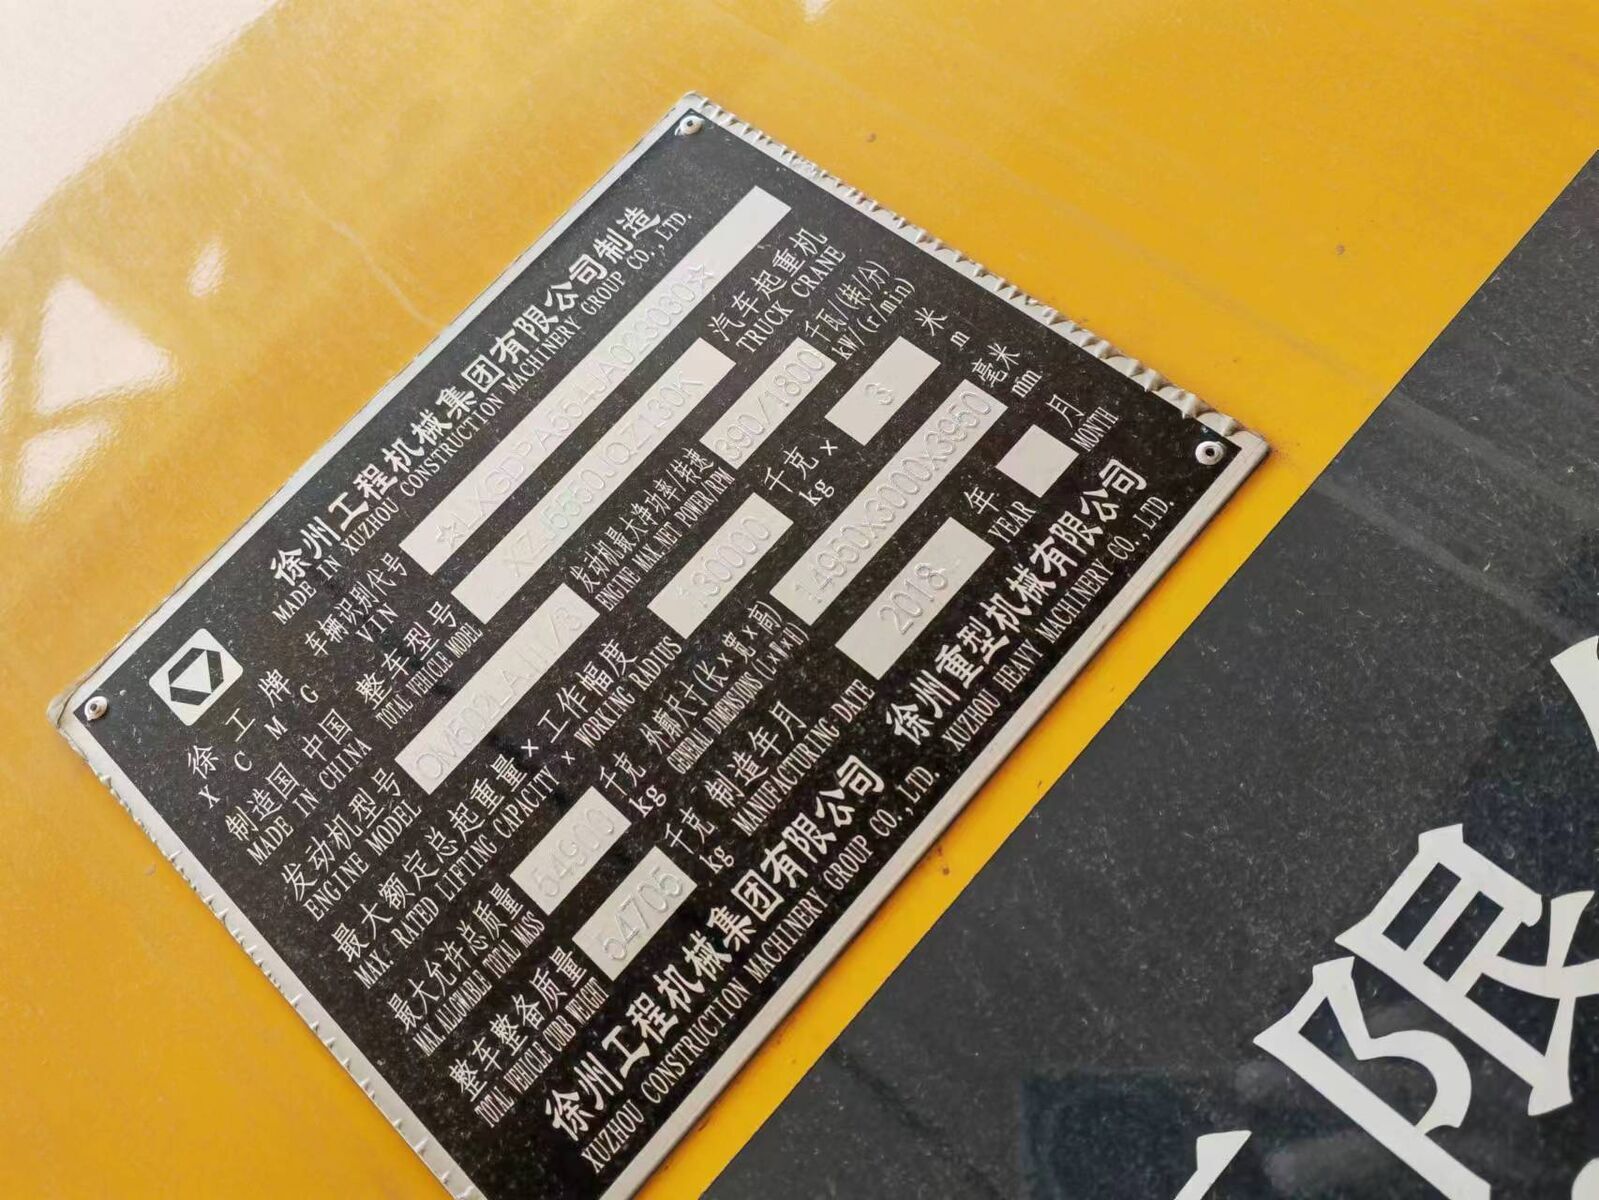 徐州工程机械集团有限公司制造
MADE IN XUZHOU CONSTRUCTION MACHINERY GROUP CO.,LTD.
徐工牌
XCMG
车辆识别代号 ☆LXGDPA554JA023030☆
VIN
制造国 中国
MADE IN CHINA
整车型号 XZJ5550JQZ130K 汽车起重机
TOTAL VEHICLE MODEL TRUCK CRANE
发动机型号 OM502LA.III/3
ENGINE MODEL
发动机最大净功率/转速 390/1800 千瓦/(转/分)
ENGINE MAX.NET POWER/RPM kW/(r/min)
最大额定总起重量×工作幅度 130000 千克× 3 米
MAX. RATED LIFTING CAPACITY × WORKING RADIUS kg × m
最大允许总质量 54900 千克
MAX.ALLOWABLE TOTAL MASS kg
外廓尺寸(长×宽×高) 14950x3000x3950 毫米
GENERAL DIMENSIONS(L×W×H) mm
整车整备质量 54705 千克
TOTAL VEHICLE CURB WEIGHT kg
制造年月 2018 年 月
MANUFACTURING DATE YEAR MONTH
徐州工程机械集团有限公司 徐州重型机械有限公司
XUZHOU CONSTRUCTION MACHINERY GROUP CO.,LTD. XUZHOU HEAVY MACHINERY CO.,LTD.
限